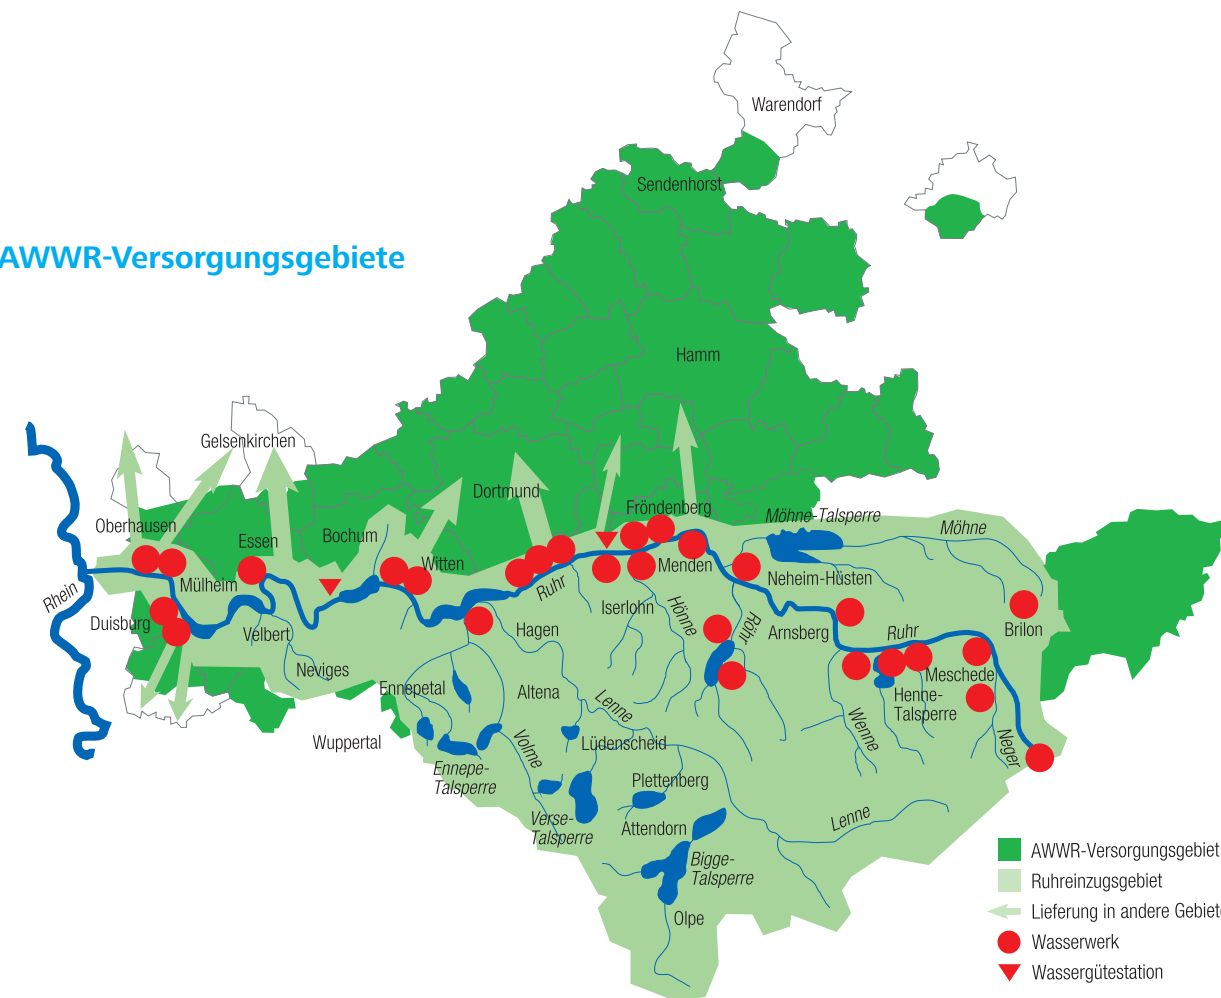 Warendorf
Sendenhorst
AWWR-Versorgungsgebiete
Hamm
Gelsenkirchen
Dortmund
Oberhausen
Essen
Bochum
Fröndenberg
Möhne-Talsperre
Möhne
Witten
Menden
Neheim-Hüsten
Mülheim
Rhein
Ruhr
Iserlohn
Hönne
Röhr
Duisburg
Velbert
Hagen
Arnsberg
Ruhr
Brilon
Neviges
Ennepetal
Altena
Lenne
Meschede
Henne-
Talsperre
Wuppertal
Volme
Lüdenscheid
Wenne
Neger
Ennepe-
Talsperre
Plettenberg
Verse-
Talsperre
Attendorn
Lenne
Bigge-
Talsperre
Olpe
AWWR-Versorgungsgebiet
Ruhreinzugsgebiet
Lieferung in andere Gebiete
Wasserwerk
Wassergütestation